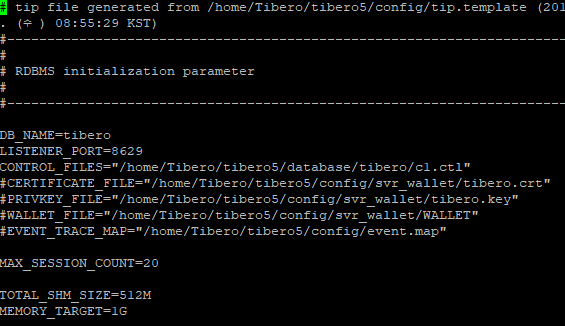 # tip file generated from /home/Tibero/tibero5/config/tip.template (201
. (수 ) 08:55:29 KST)
#-----------------------------------------------------------------------
#
# RDBMS initialization parameter
#
#-----------------------------------------------------------------------
DB_NAME=tibero
LISTENER_PORT=8629
CONTROL_FILES="/home/Tibero/tibero5/database/tibero/c1.ctl"
#CERTIFICATE_FILE="/home/Tibero/tibero5/config/svr_wallet/tibero.crt"
#PRIVKEY_FILE="/home/Tibero/tibero5/config/svr_wallet/tibero.key"
#WALLET_FILE="/home/Tibero/tibero5/config/svr_wallet/WALLET"
#EVENT_TRACE_MAP="/home/Tibero/tibero5/config/event.map"
MAX_SESSION_COUNT=20
TOTAL_SHM_SIZE=512M
MEMORY_TARGET=1G